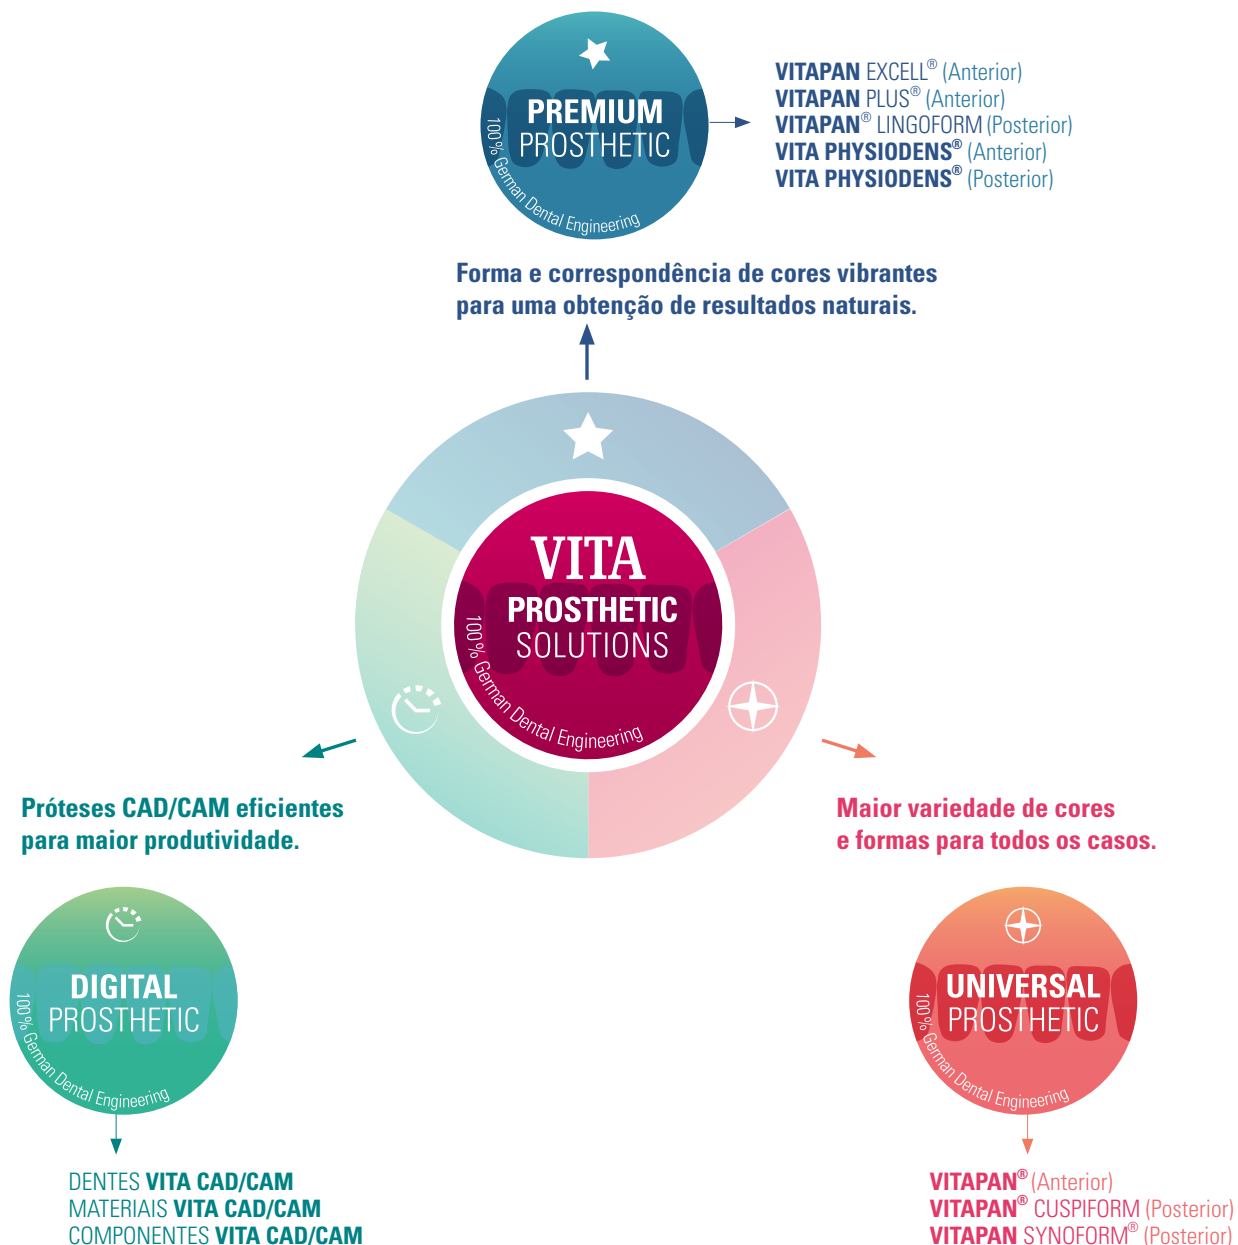 PREMIUM
PROSTHETIC
100% German Dental Engineering
VITAPAN EXCELL® (Anterior)
VITAPAN PLUS® (Anterior)
VITAPAN® LINGOFORM (Posterior)
VITA PHYSIODENS® (Anterior)
VITA PHYSIODENS® (Posterior)
Forma e correspondência de cores vibrantes
para uma obtenção de resultados naturais.
VITA
PROSTHETIC
SOLUTIONS
100% German Dental Engineering
Próteses CAD/CAM eficientes
para maior produtividade.
DIGITAL
PROSTHETIC
100% German Dental Engineering
DENTES VITA CAD/CAM
MATERIAIS VITA CAD/CAM
COMPONENTES VITA CAD/CAM
Maior variedade de cores
e formas para todos os casos.
UNIVERSAL
PROSTHETIC
100% German Dental Engineering
VITAPAN® (Anterior)
VITAPAN® CUSPIFORM (Posterior)
VITAPAN SYNOFORM® (Posterior)